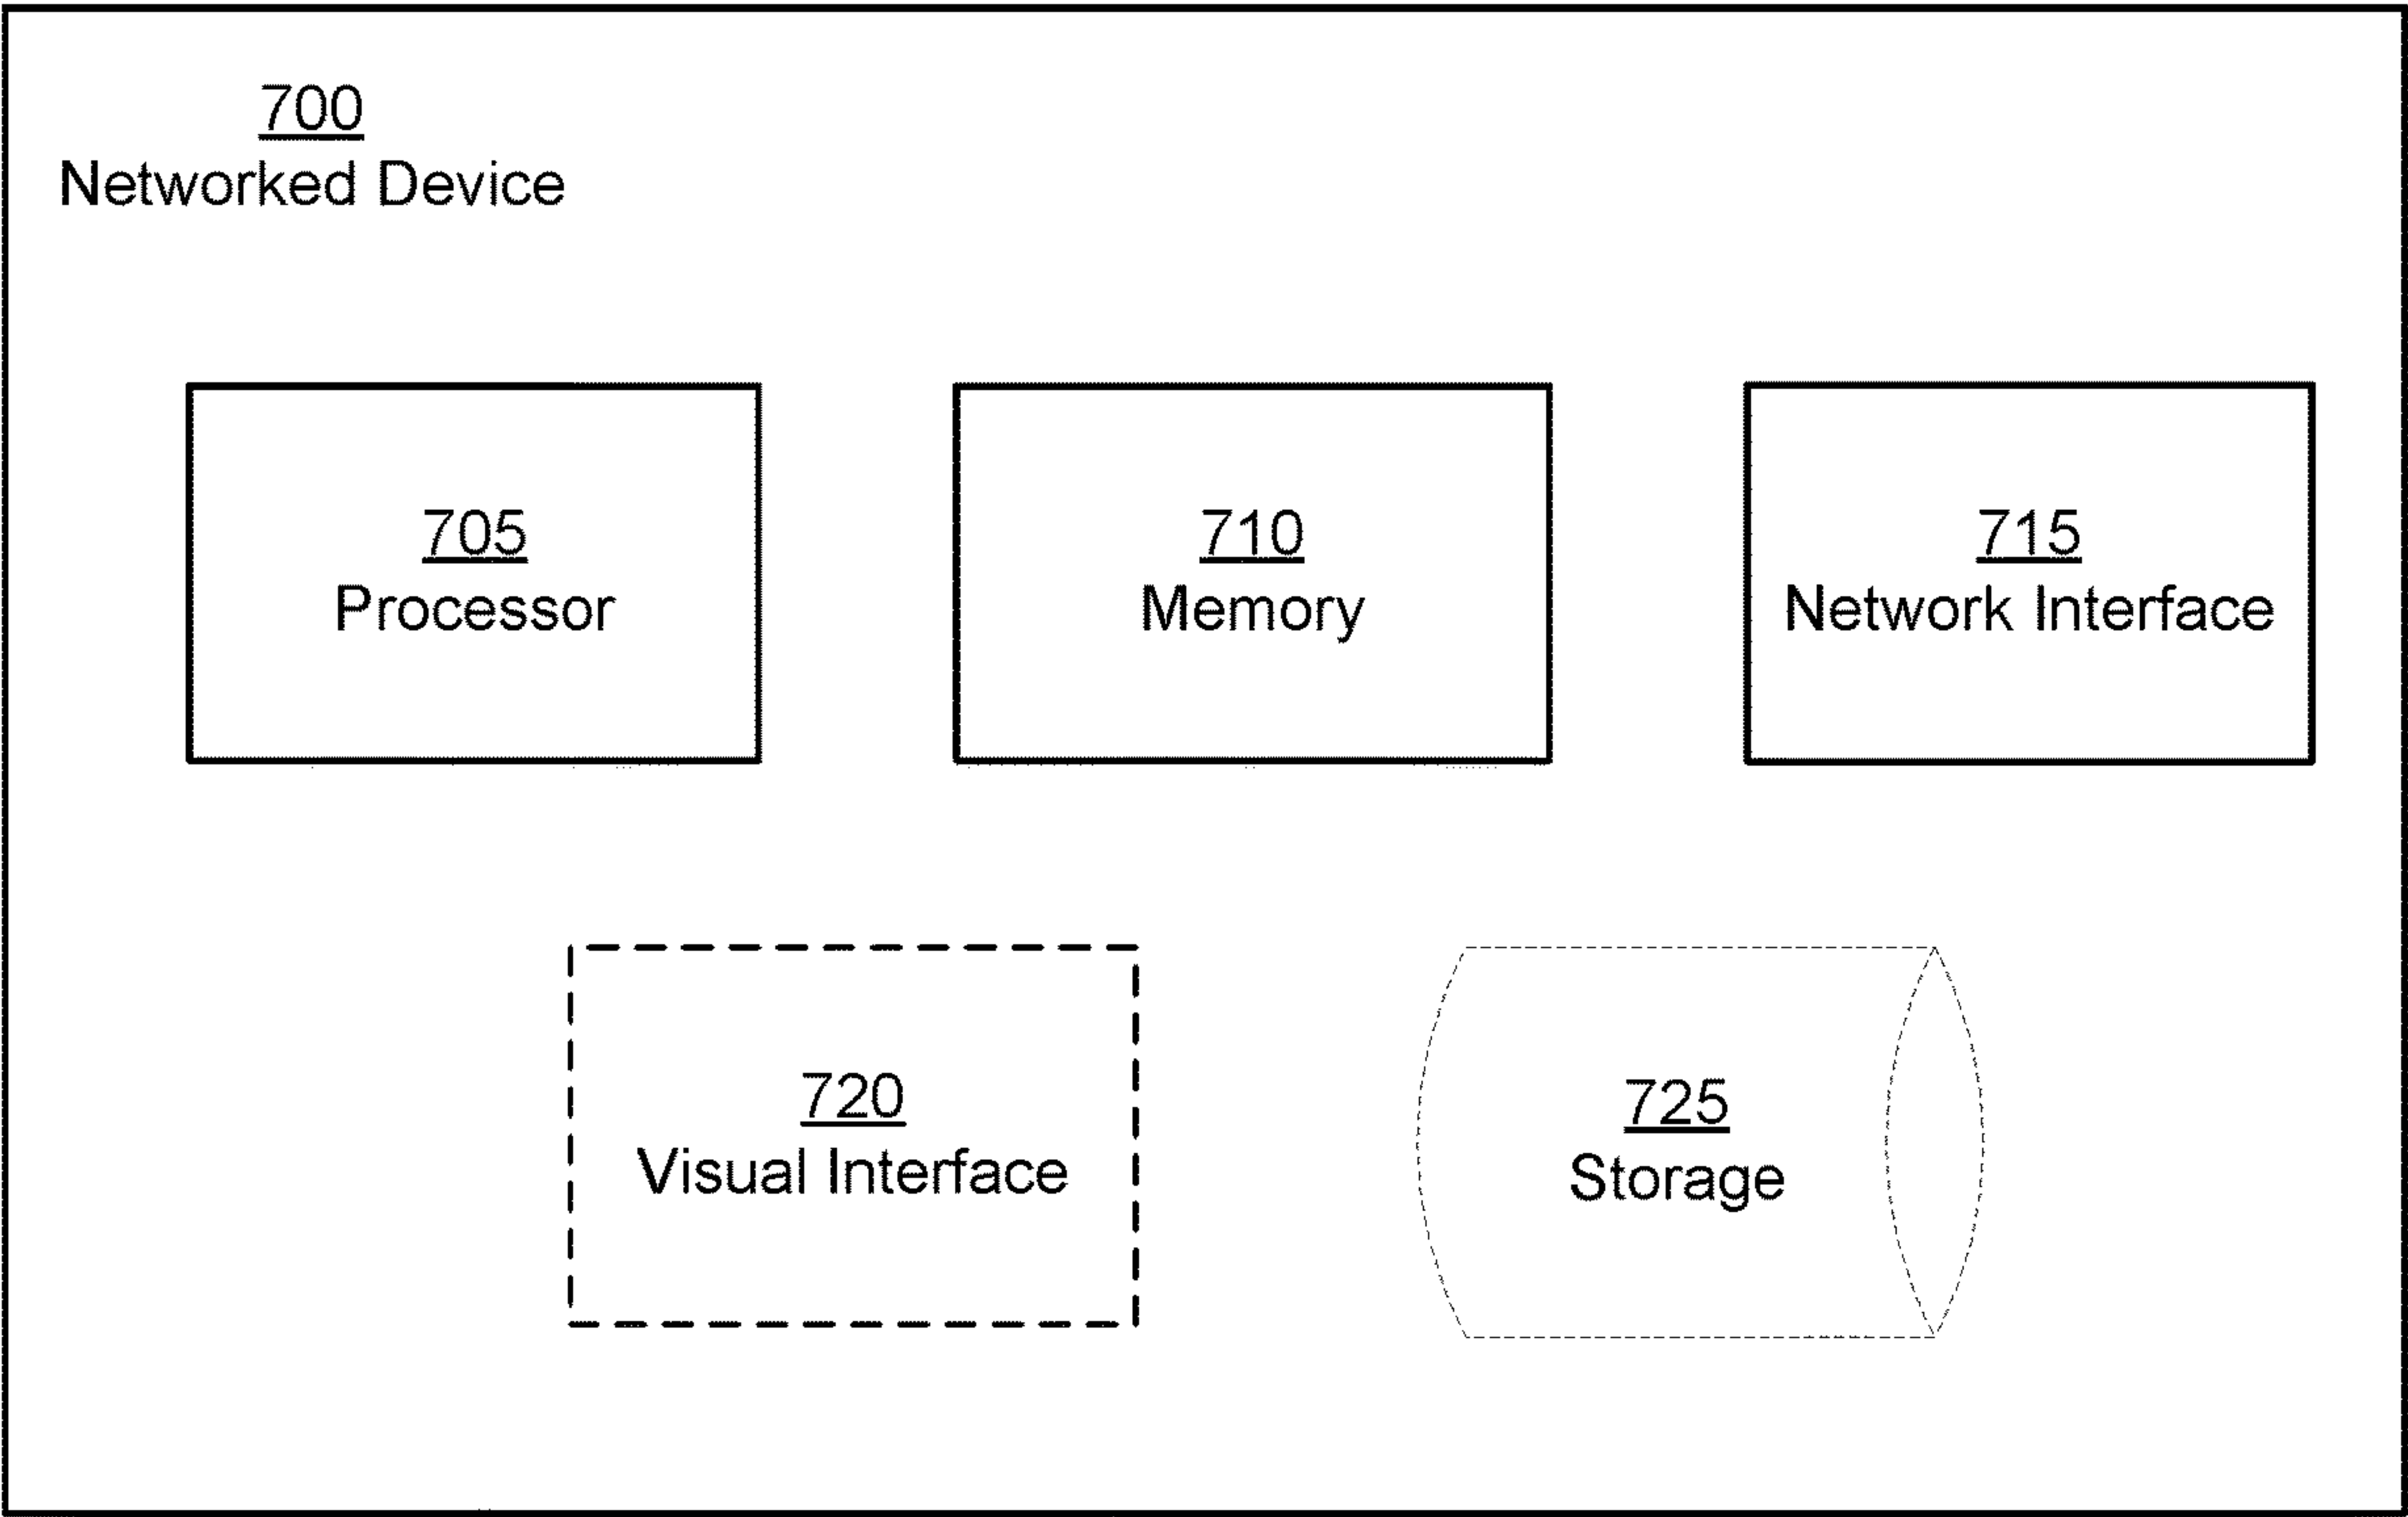 700
Networked Device
705
Processor
710
Memory
715
Network Interface
720
Visual Interface
725
Storage